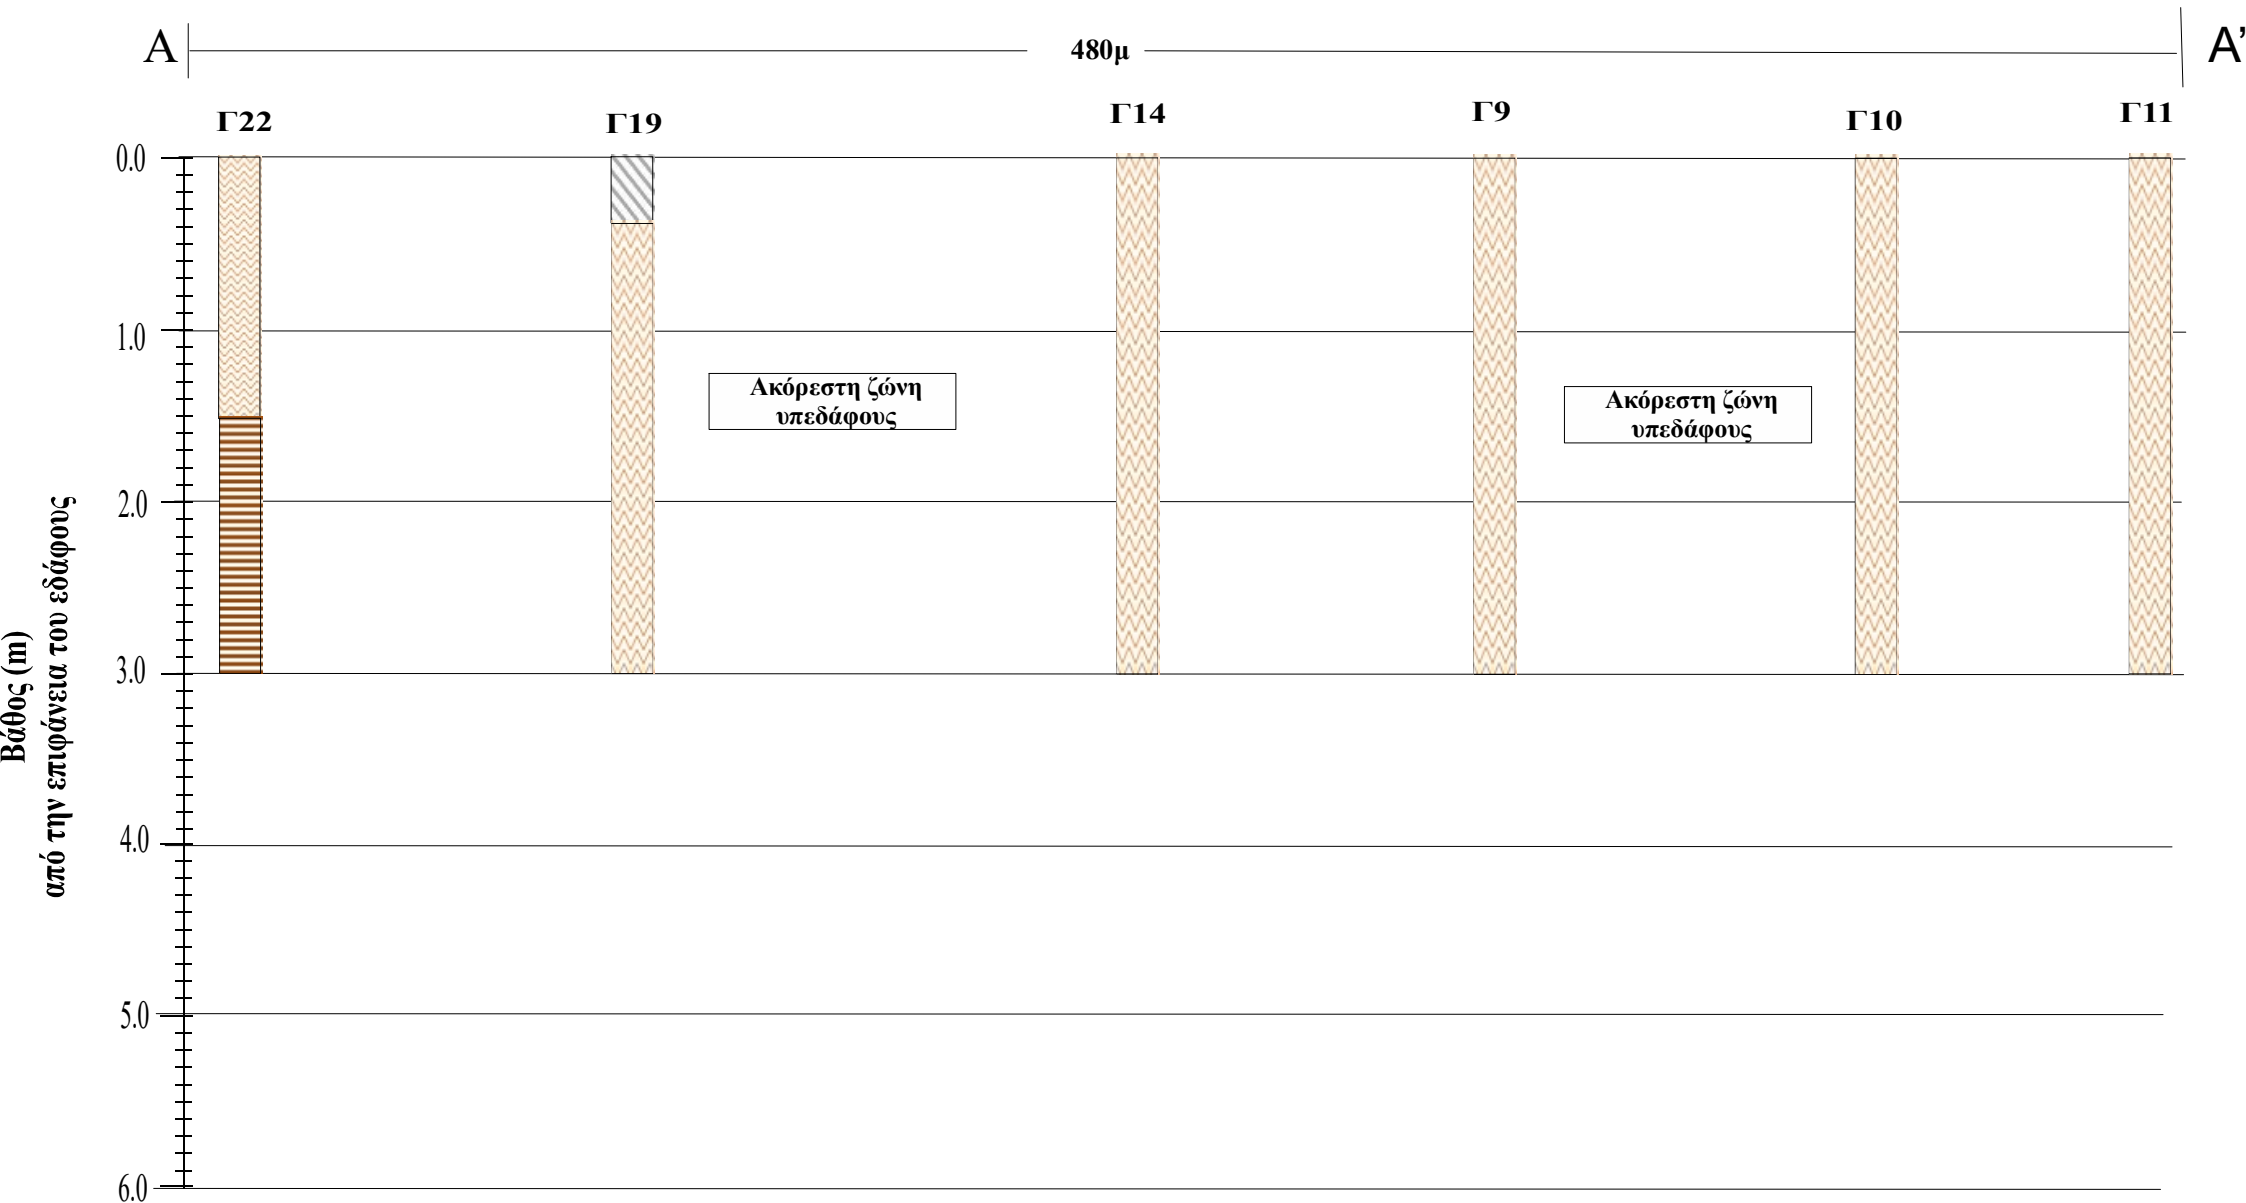 A
480μ
A’
Γ22
Γ19
Γ14
Γ9
Γ10
Γ11
0.0
1.0
2.0
3.0
4.0
5.0
6.0
Ακόρεστη ζώνη
υπεδάφους
Ακόρεστη ζώνη
υπεδάφους
Βάθος (m)
από την επιφάνεια του εδάφους